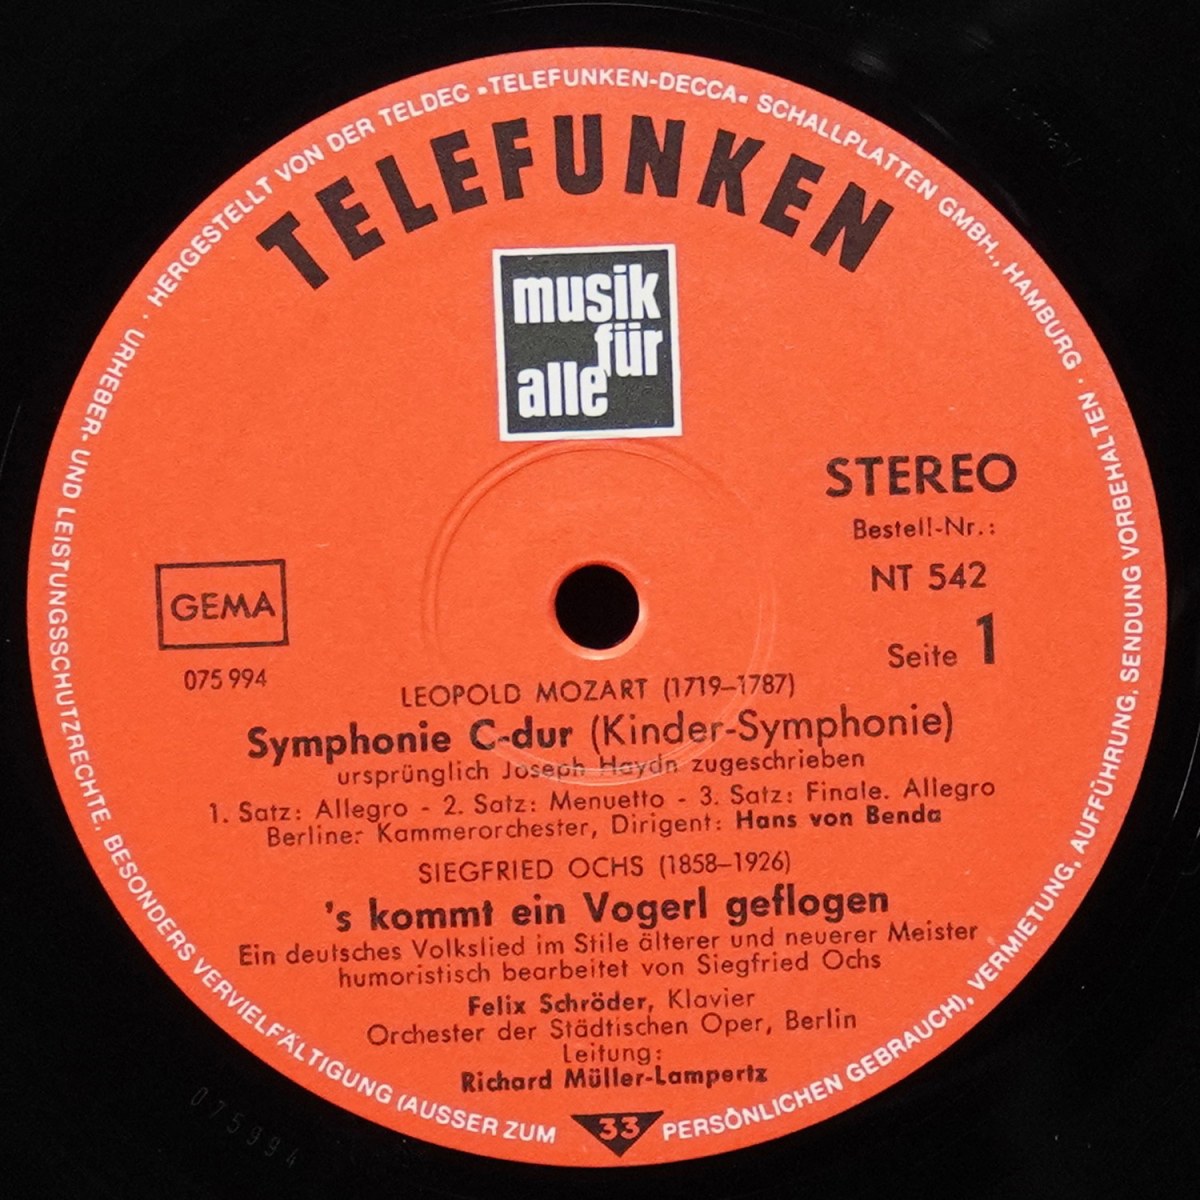 HERGESTELLT VON DER TELDEC »TELEFUNKEN-DECCA« SCHALLPLATTEN GMBH., HAMBURG · URHEBER- UND LEISTUNGSSCHUTZRECHTE, BESONDERS VERVIELFÄLTIGUNG (AUSSER ZUM PERSÖNLICHEN GEBRAUCH), VERMIETUNG, AUFFÜHRUNG, SENDUNG VORBEHALTEN ·
TELEFUNKEN
musik
für
alle
STEREO
Bestell-Nr.:
NT 542
Seite 1
GEMA
075 994
LEOPOLD MOZART (1719–1787)
Symphonie C-dur (Kinder-Symphonie)
ursprünglich Joseph Haydn zugeschrieben
1. Satz: Allegro - 2. Satz: Menuetto - 3. Satz: Finale. Allegro
Berliner Kammerorchester, Dirigent: Hans von Benda
SIEGFRIED OCHS (1858–1926)
's kommt ein Vogerl geflogen
Ein deutsches Volkslied im Stile älterer und neuerer Meister
humoristisch bearbeitet von Siegfried Ochs
Felix Schröder, Klavier
Orchester der Städtischen Oper, Berlin
Leitung:
Richard Müller-Lampertz
33
075994